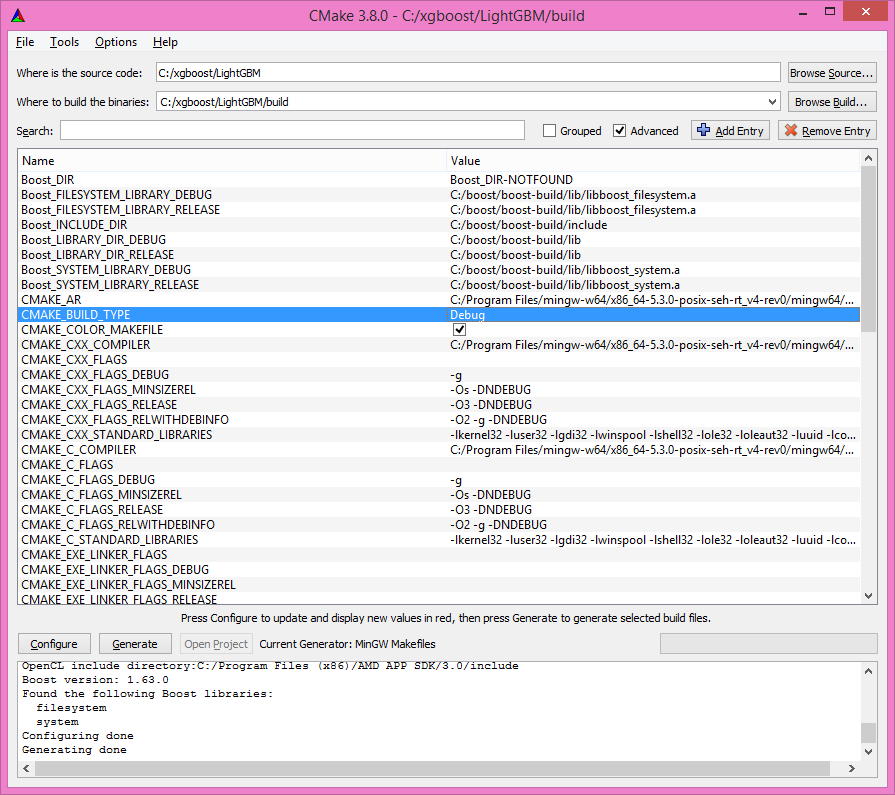 CMake 3.8.0 - C:/xgboost/LightGBM/build
File Tools Options Help
Where is the source code: C:/xgboost/LightGBM Browse Source...
Where to build the binaries: C:/xgboost/LightGBM/build Browse Build...
Search: Grouped Advanced Add Entry Remove Entry
Name Value
Boost_DIR Boost_DIR-NOTFOUND
Boost_FILESYSTEM_LIBRARY_DEBUG C:/boost/boost-build/lib/libboost_filesystem.a
Boost_FILESYSTEM_LIBRARY_RELEASE C:/boost/boost-build/lib/libboost_filesystem.a
Boost_INCLUDE_DIR C:/boost/boost-build/include
Boost_LIBRARY_DIR_DEBUG C:/boost/boost-build/lib
Boost_LIBRARY_DIR_RELEASE C:/boost/boost-build/lib
Boost_SYSTEM_LIBRARY_DEBUG C:/boost/boost-build/lib/libboost_system.a
Boost_SYSTEM_LIBRARY_RELEASE C:/boost/boost-build/lib/libboost_system.a
CMAKE_AR C:/Program Files/mingw-w64/x86_64-5.3.0-posix-seh-rt_v4-rev0/mingw64/...
CMAKE_BUILD_TYPE Debug
CMAKE_COLOR_MAKEFILE
CMAKE_CXX_COMPILER C:/Program Files/mingw-w64/x86_64-5.3.0-posix-seh-rt_v4-rev0/mingw64/...
CMAKE_CXX_FLAGS
CMAKE_CXX_FLAGS_DEBUG -g
CMAKE_CXX_FLAGS_MINSIZEREL -Os -DNDEBUG
CMAKE_CXX_FLAGS_RELEASE -O3 -DNDEBUG
CMAKE_CXX_FLAGS_RELWITHDEBINFO -O2 -g -DNDEBUG
CMAKE_CXX_STANDARD_LIBRARIES -lkernel32 -luser32 -lgdi32 -lwinspool -lshell32 -lole32 -loleaut32 -luuid -lco...
CMAKE_C_COMPILER C:/Program Files/mingw-w64/x86_64-5.3.0-posix-seh-rt_v4-rev0/mingw64/...
CMAKE_C_FLAGS
CMAKE_C_FLAGS_DEBUG -g
CMAKE_C_FLAGS_MINSIZEREL -Os -DNDEBUG
CMAKE_C_FLAGS_RELEASE -O3 -DNDEBUG
CMAKE_C_FLAGS_RELWITHDEBINFO -O2 -g -DNDEBUG
CMAKE_C_STANDARD_LIBRARIES -lkernel32 -luser32 -lgdi32 -lwinspool -lshell32 -lole32 -loleaut32 -luuid -lco...
CMAKE_EXE_LINKER_FLAGS
CMAKE_EXE_LINKER_FLAGS_DEBUG
CMAKE_EXE_LINKER_FLAGS_MINSIZEREL
CMAKE_EXE_LINKER_FLAGS_RELEASE
Press Configure to update and display new values in red, then press Generate to generate selected build files.
Configure Generate Open Project Current Generator: MinGW Makefiles
OpenCL include directory:C:/Program Files (x86)/AMD APP SDK/3.0/include
Boost version: 1.63.0
Found the following Boost libraries:
filesystem
system
Configuring done
Generating done